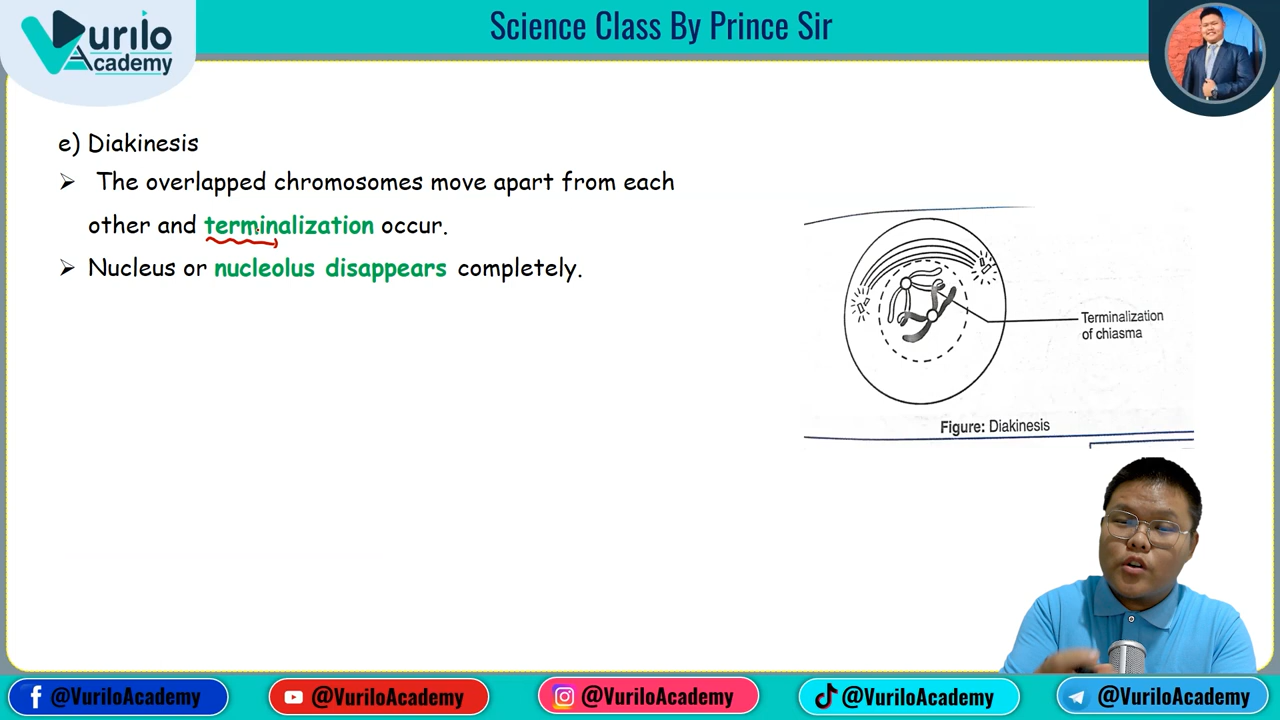 Vurilo
Academy
Science Class By Prince Sir
e) Diakinesis
➤ The overlapped chromosomes move apart from each
other and terminalization occur.
➤ Nucleus or nucleolus disappears completely.
Terminalization
of chiasma
Figure: Diakinesis
@VuriloAcademy
@VuriloAcademy
@VuriloAcademy
@VuriloAcademy
@VuriloAcademy